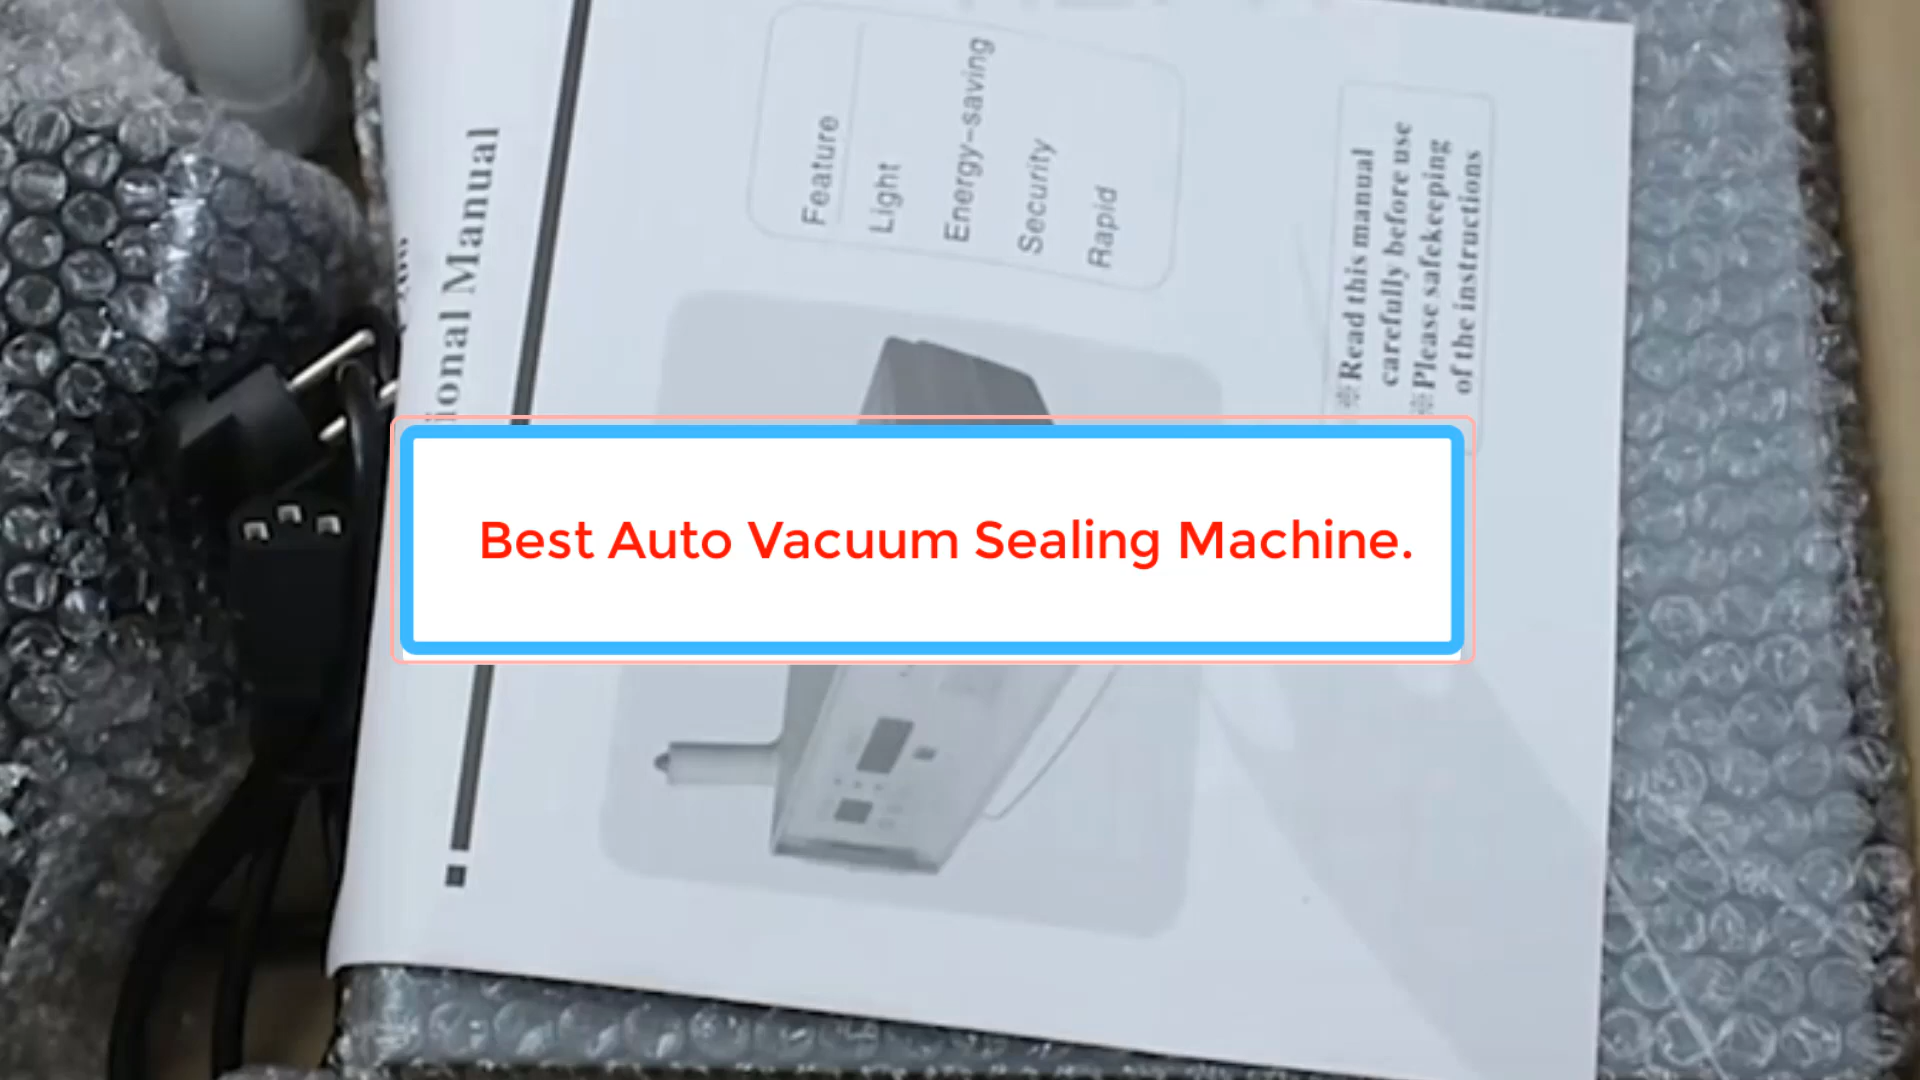 Best Auto Vacuum Sealing Machine.
Manual
Feature
Light
Energy-saving
Security
Rapid
※Read this manual
carefully before use
※Please safekeeping
of the instructions